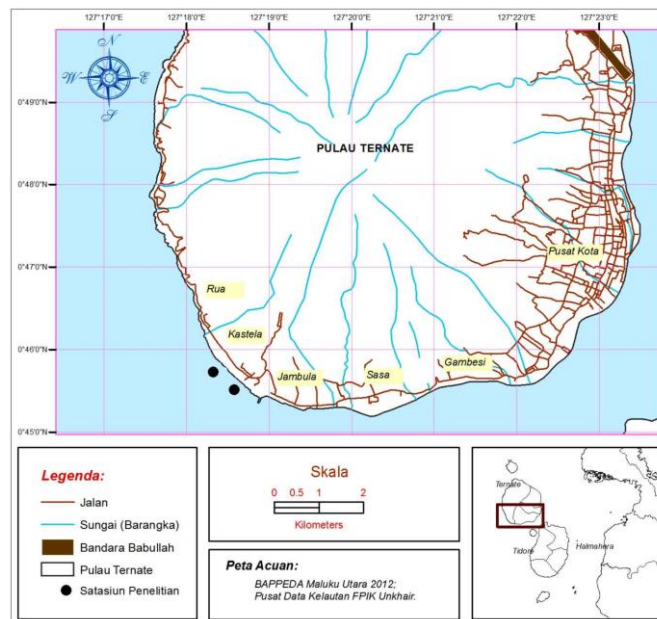 127°17'0"E 127°18'0"E 127°19'0"E 127°20'0"E 127°21'0"E 127°22'0"E 127°23'0"E
N
W E
S
0°49'0"N
0°48'0"N
0°47'0"N
0°46'0"N
0°45'0"N
PULAU TERNATE
Pusat Kota
Rua
Kastela
Gambesi
Jambula
Sasa
Legenda:
Jalan
Sungai (Barangka)
Bandara Babullah
Pulau Ternate
Satasiun Penelitian
Skala
0 0.5 1 2
Kilometers
Peta Acuan:
BAPPEDA Maluku Utara 2012;
Pusat Data Kelautan FPIK Unkhair.
Ternate
Tidore
Halmahera